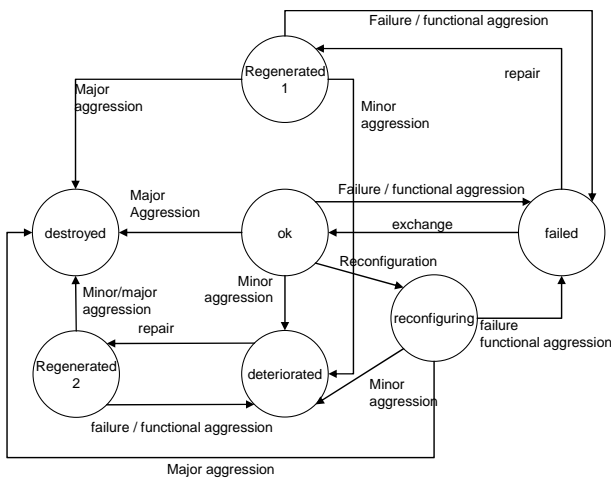 Failure / functional aggresion
Regenerated
1
repair
Major
aggression
Minor
aggression
Major
Aggression
Failure / functional aggression
destroyed
ok
exchange
failed
Reconfiguration
Minor
aggression
Minor/major
aggression
repair
reconfiguring
failure
functional aggression
Regenerated
2
deteriorated
Minor
aggression
failure / functional aggression
Major aggression